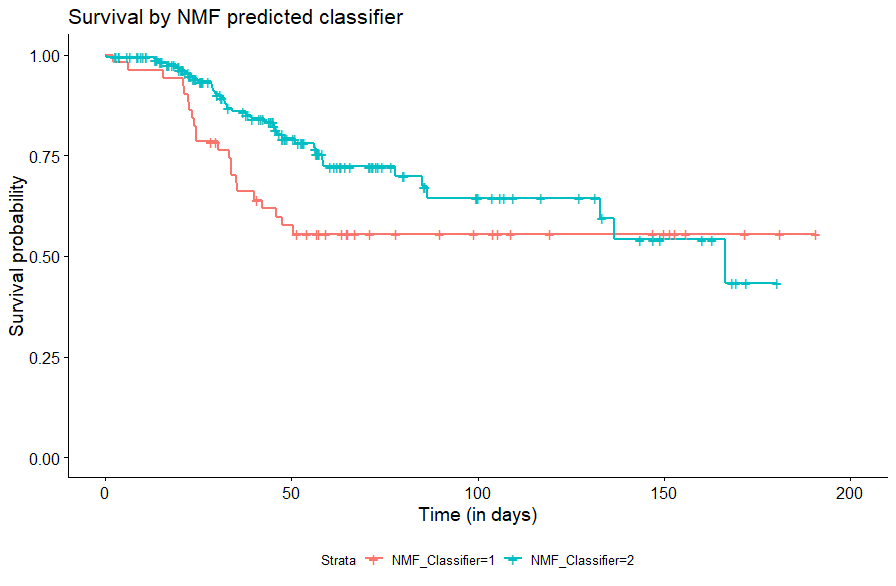 Survival by NMF predicted classifier
Survival probability
1.00
0.75
0.50
0.25
0.00
0 50 100 150 200
Time (in days)
Strata NMF_Classifier=1 NMF_Classifier=2